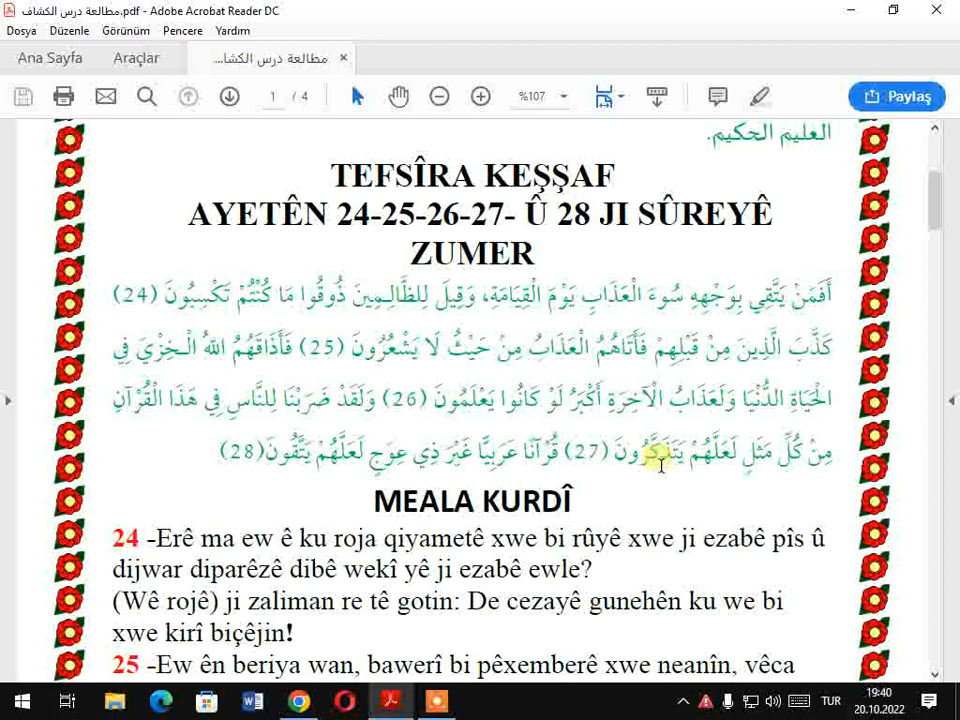 مطالعة درس الكشاف.pdf - Adobe Acrobat Reader DC
Dosya Düzenle Görünüm Pencere Yardım
Ana Sayfa Araçlar مطالعة درس الكشا...
1 / 4 %107 Paylaş
العليم الحكيم.
TEFSÎRA KEŞŞAF
AYETÊN 24-25-26-27- Û 28 JI SÛREYÊ
ZUMER
أَفَمَنْ يَتَّقِي بِوَجْهِهِ سُوءَ الْعَذَابِ يَوْمَ الْقِيَامَةِ، وَقِيلَ لِلظَّالِمِينَ ذُوقُوا مَا كُنْتُمْ تَكْسِبُونَ (24)
كَذَّبَ الَّذِينَ مِنْ قَبْلِهِمْ فَأَتَاهُمُ الْعَذَابُ مِنْ حَيْثُ لَا يَشْعُرُونَ (25) فَأَذَاقَهُمُ اللهُ الْخِزْيَ فِي
الْحَيَاةِ الدُّنْيَا وَلَعَذَابُ الْآخِرَةِ أَكْبَرُ لَوْ كَانُوا يَعْلَمُونَ (26) وَلَقَدْ ضَرَبْنَا لِلنَّاسِ فِي هَذَا الْقُرْآنِ
مِنْ كُلِّ مَثَلٍ لَعَلَّهُمْ يَتَذَكَّرُونَ (27) قُرْآنًا عَرَبِيًّا غَيْرَ ذِي عِوَجٍ لَعَلَّهُمْ يَتَّقُونَ(28)
MEALA KURDÎ
24 -Erê ma ew ê ku roja qiyametê xwe bi rûyê xwe ji ezabê pîs û
dijwar diparêzê dibê wekî yê ji ezabê ewle?
(Wê rojê) ji zaliman re tê gotin: De cezayê gunehên ku we bi
xwe kirî biçêjin!
25 -Ew ên beriya wan, bawerî bi pêxemberê xwe neanîn, vêca
TUR 19:40
20.10.2022